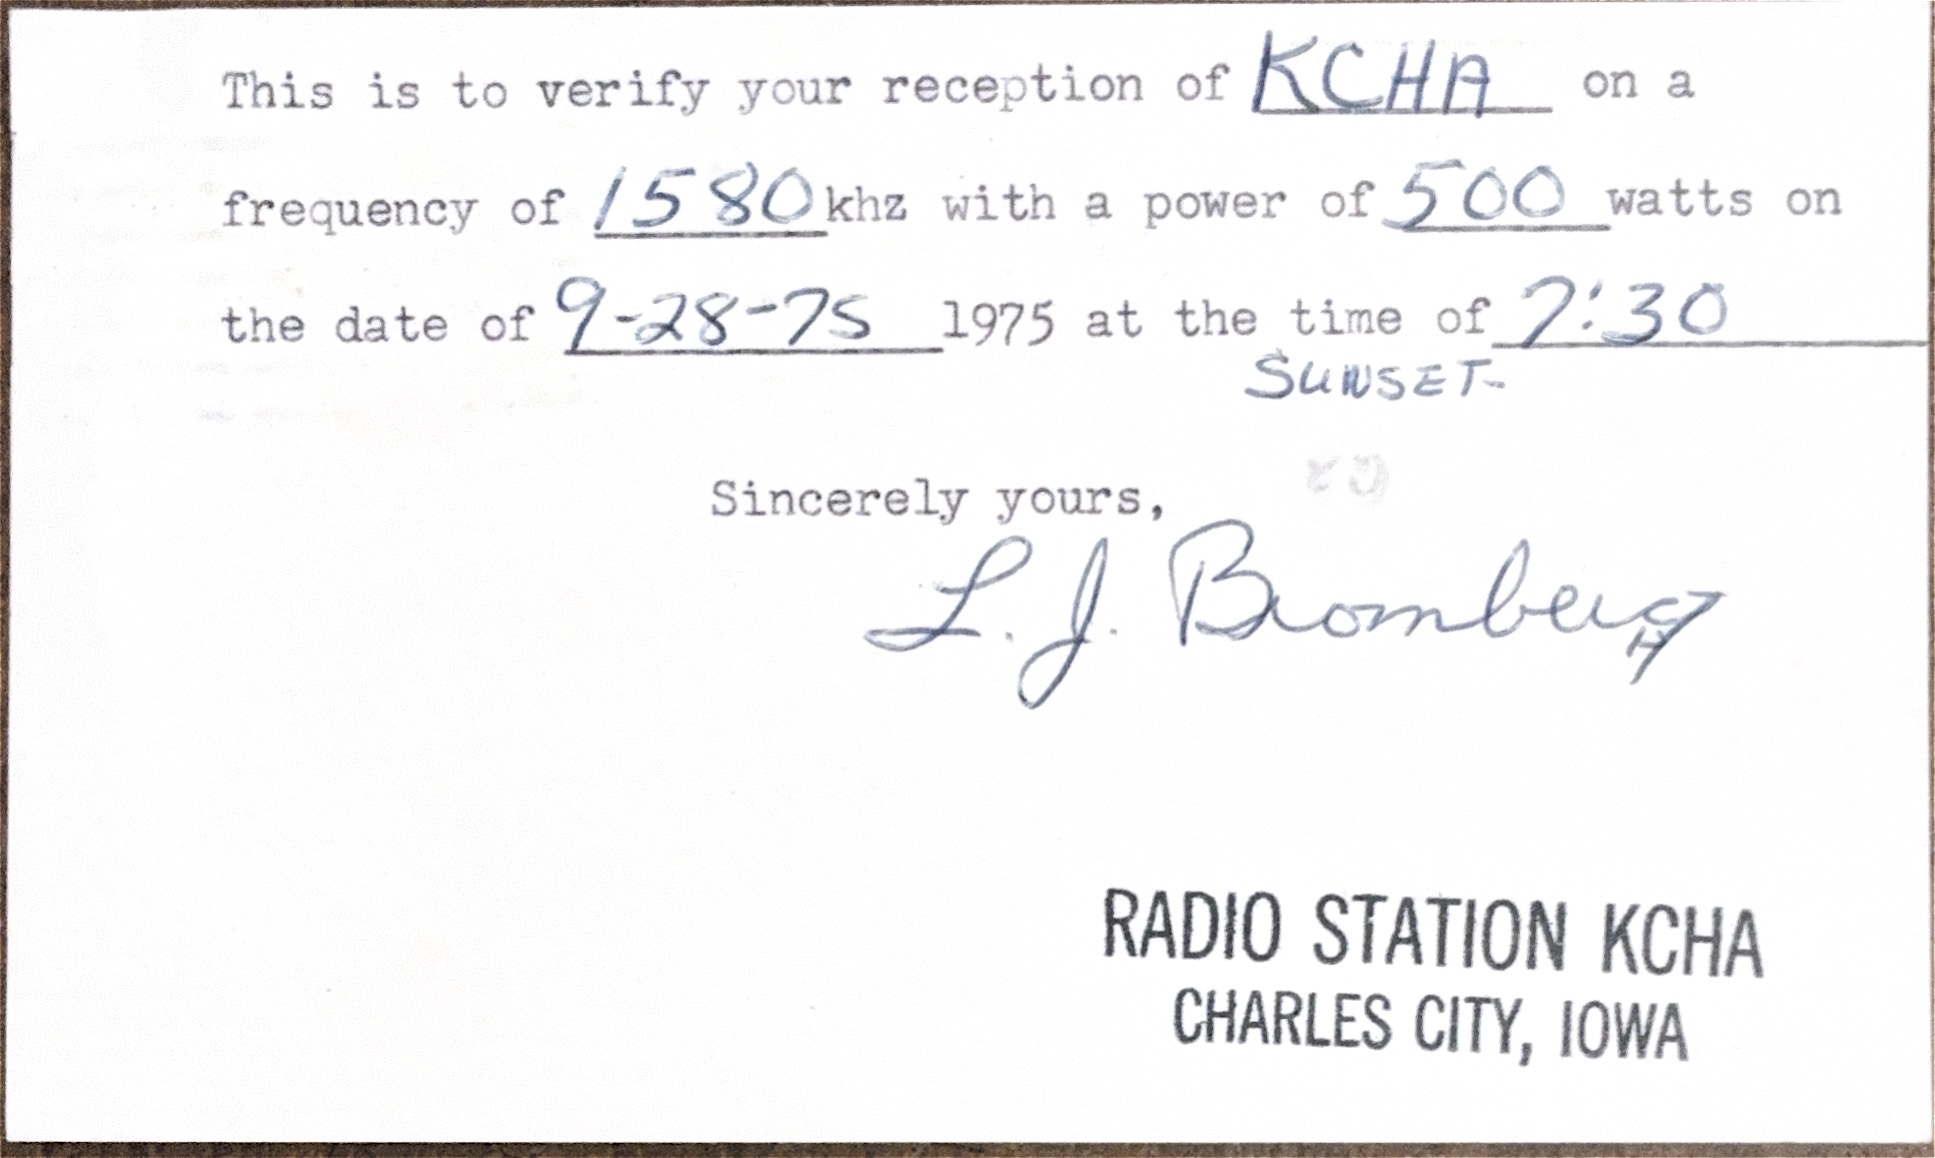 This is to verify your reception of KCHA on a
frequency of 1580 khz with a power of 500 watts on
the date of 9-28-75 1975 at the time of 7:30
SUNSET-
Sincerely yours,
L. J. Bromberg
RADIO STATION KCHA
CHARLES CITY, IOWA